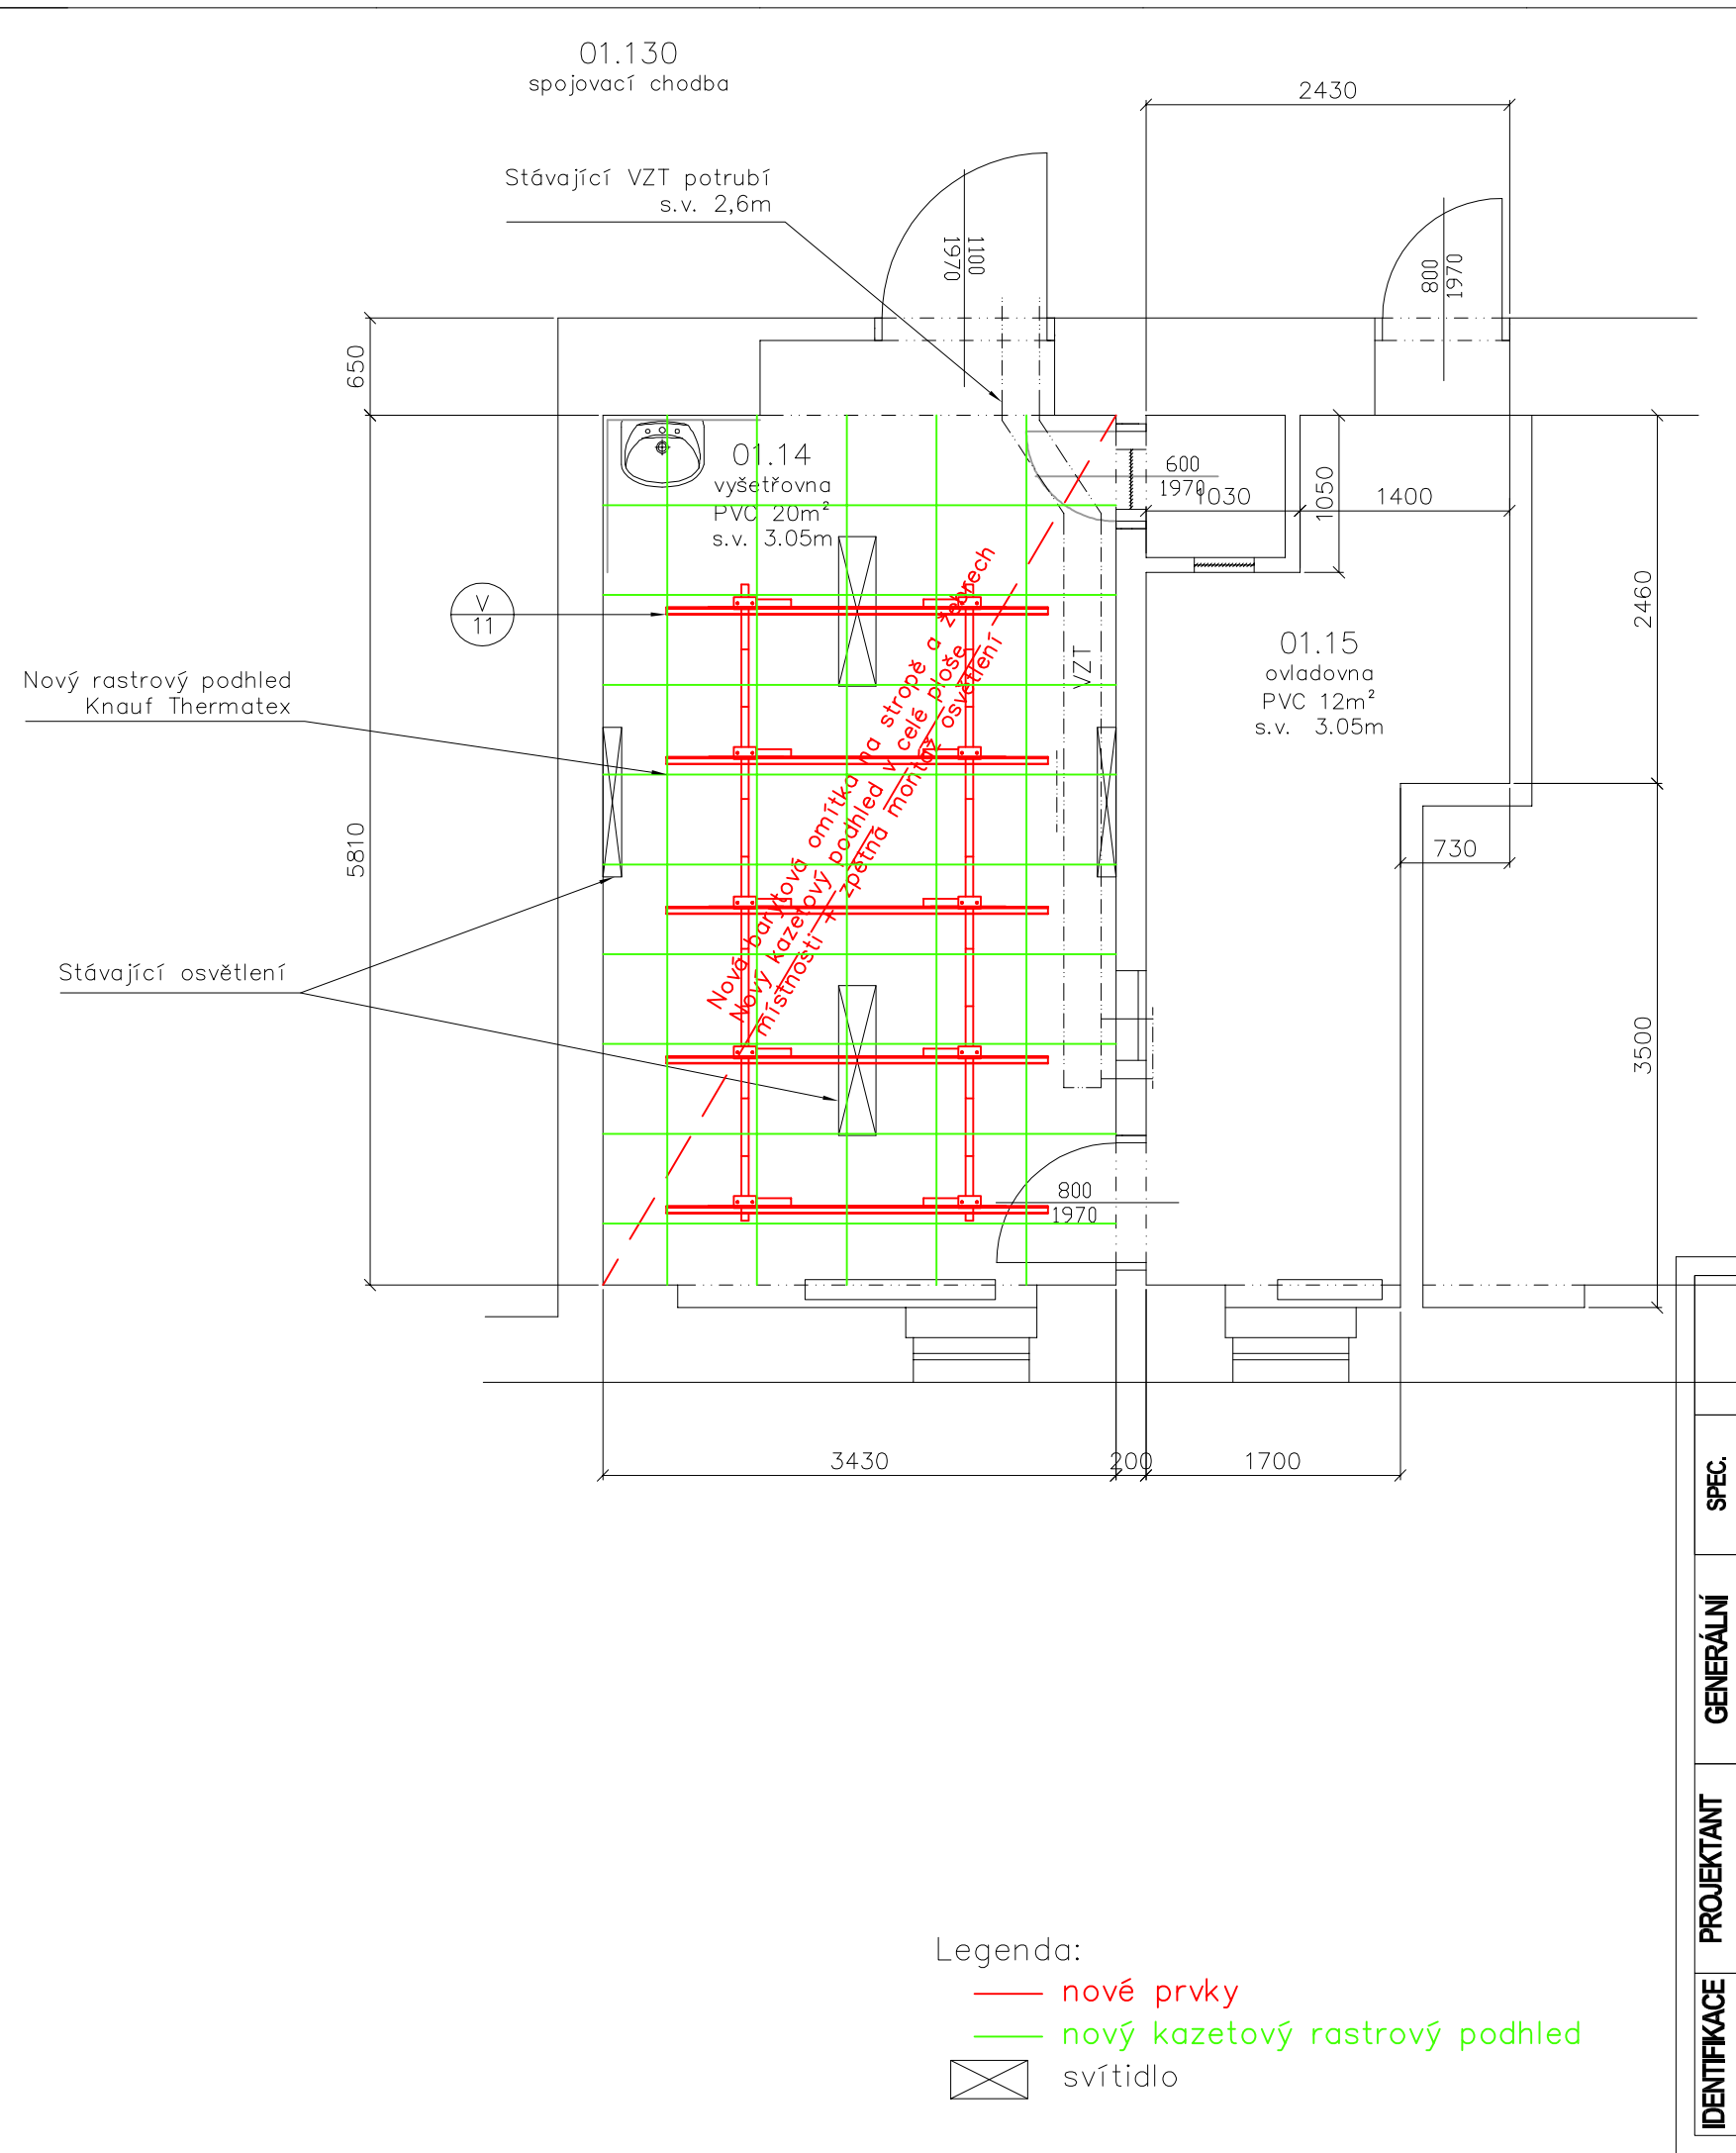 01.130
spojovací chodba
2430
Stávající VZT potrubí
s.v. 2,6m
1100
1970
800
1970
650
01.14
vyšetřovna
PVC 20m²
s.v. 3.05m
600
1970
1030
1050
1400
V
11
2460
01.15
ovladovna
PVC 12m²
s.v. 3.05m
VZT
Nový rastrový podhled
Knauf Thermatex
Nová barytová omítka na stropě a žebrech
Nový kazetový podhled v celé ploše
místnosti + zpětná montáž osvětlení
5810
730
Stávající osvětlení
3500
800
1970
3430
200
1700
SPEC.
GENERÁLNÍ
PROJEKTANT
IDENTIFIKACE
Legenda:
nové prvky
nový kazetový rastrový podhled
svítidlo